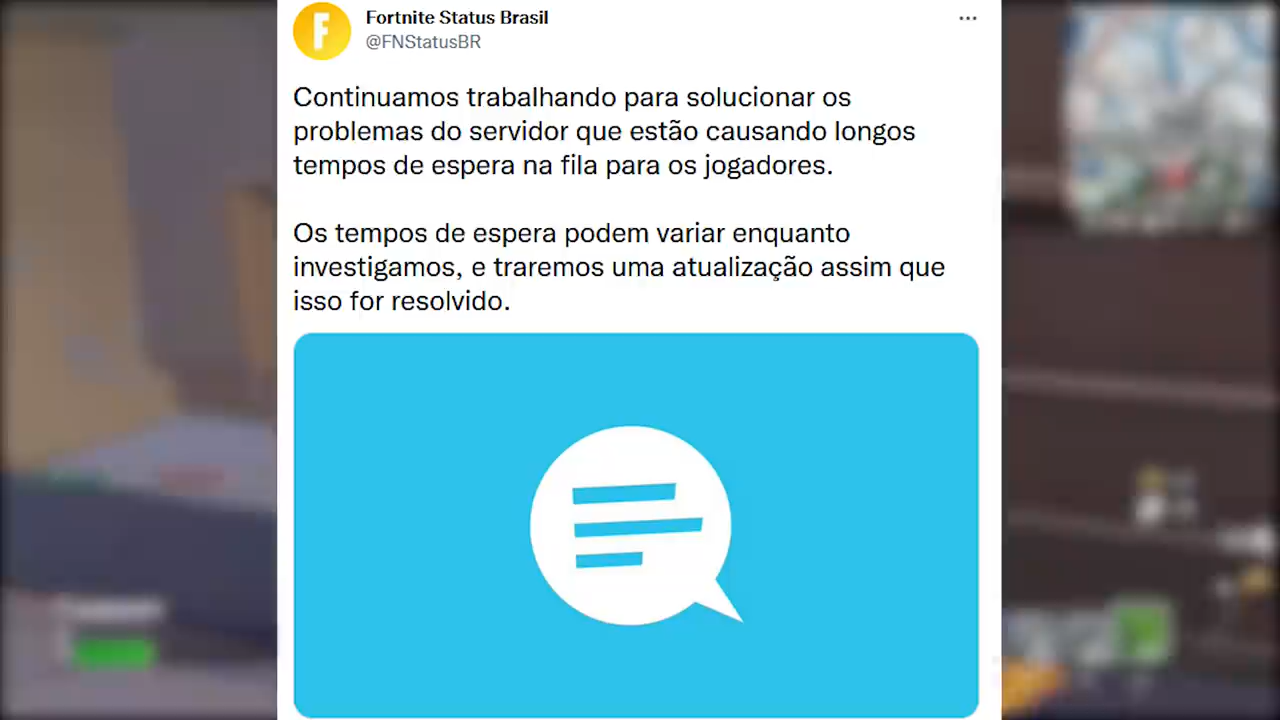 Fortnite Status Brasil
@FNStatusBR
Continuamos trabalhando para solucionar os
problemas do servidor que estão causando longos
tempos de espera na fila para os jogadores.
Os tempos de espera podem variar enquanto
investigamos, e traremos uma atualização assim que
isso for resolvido.